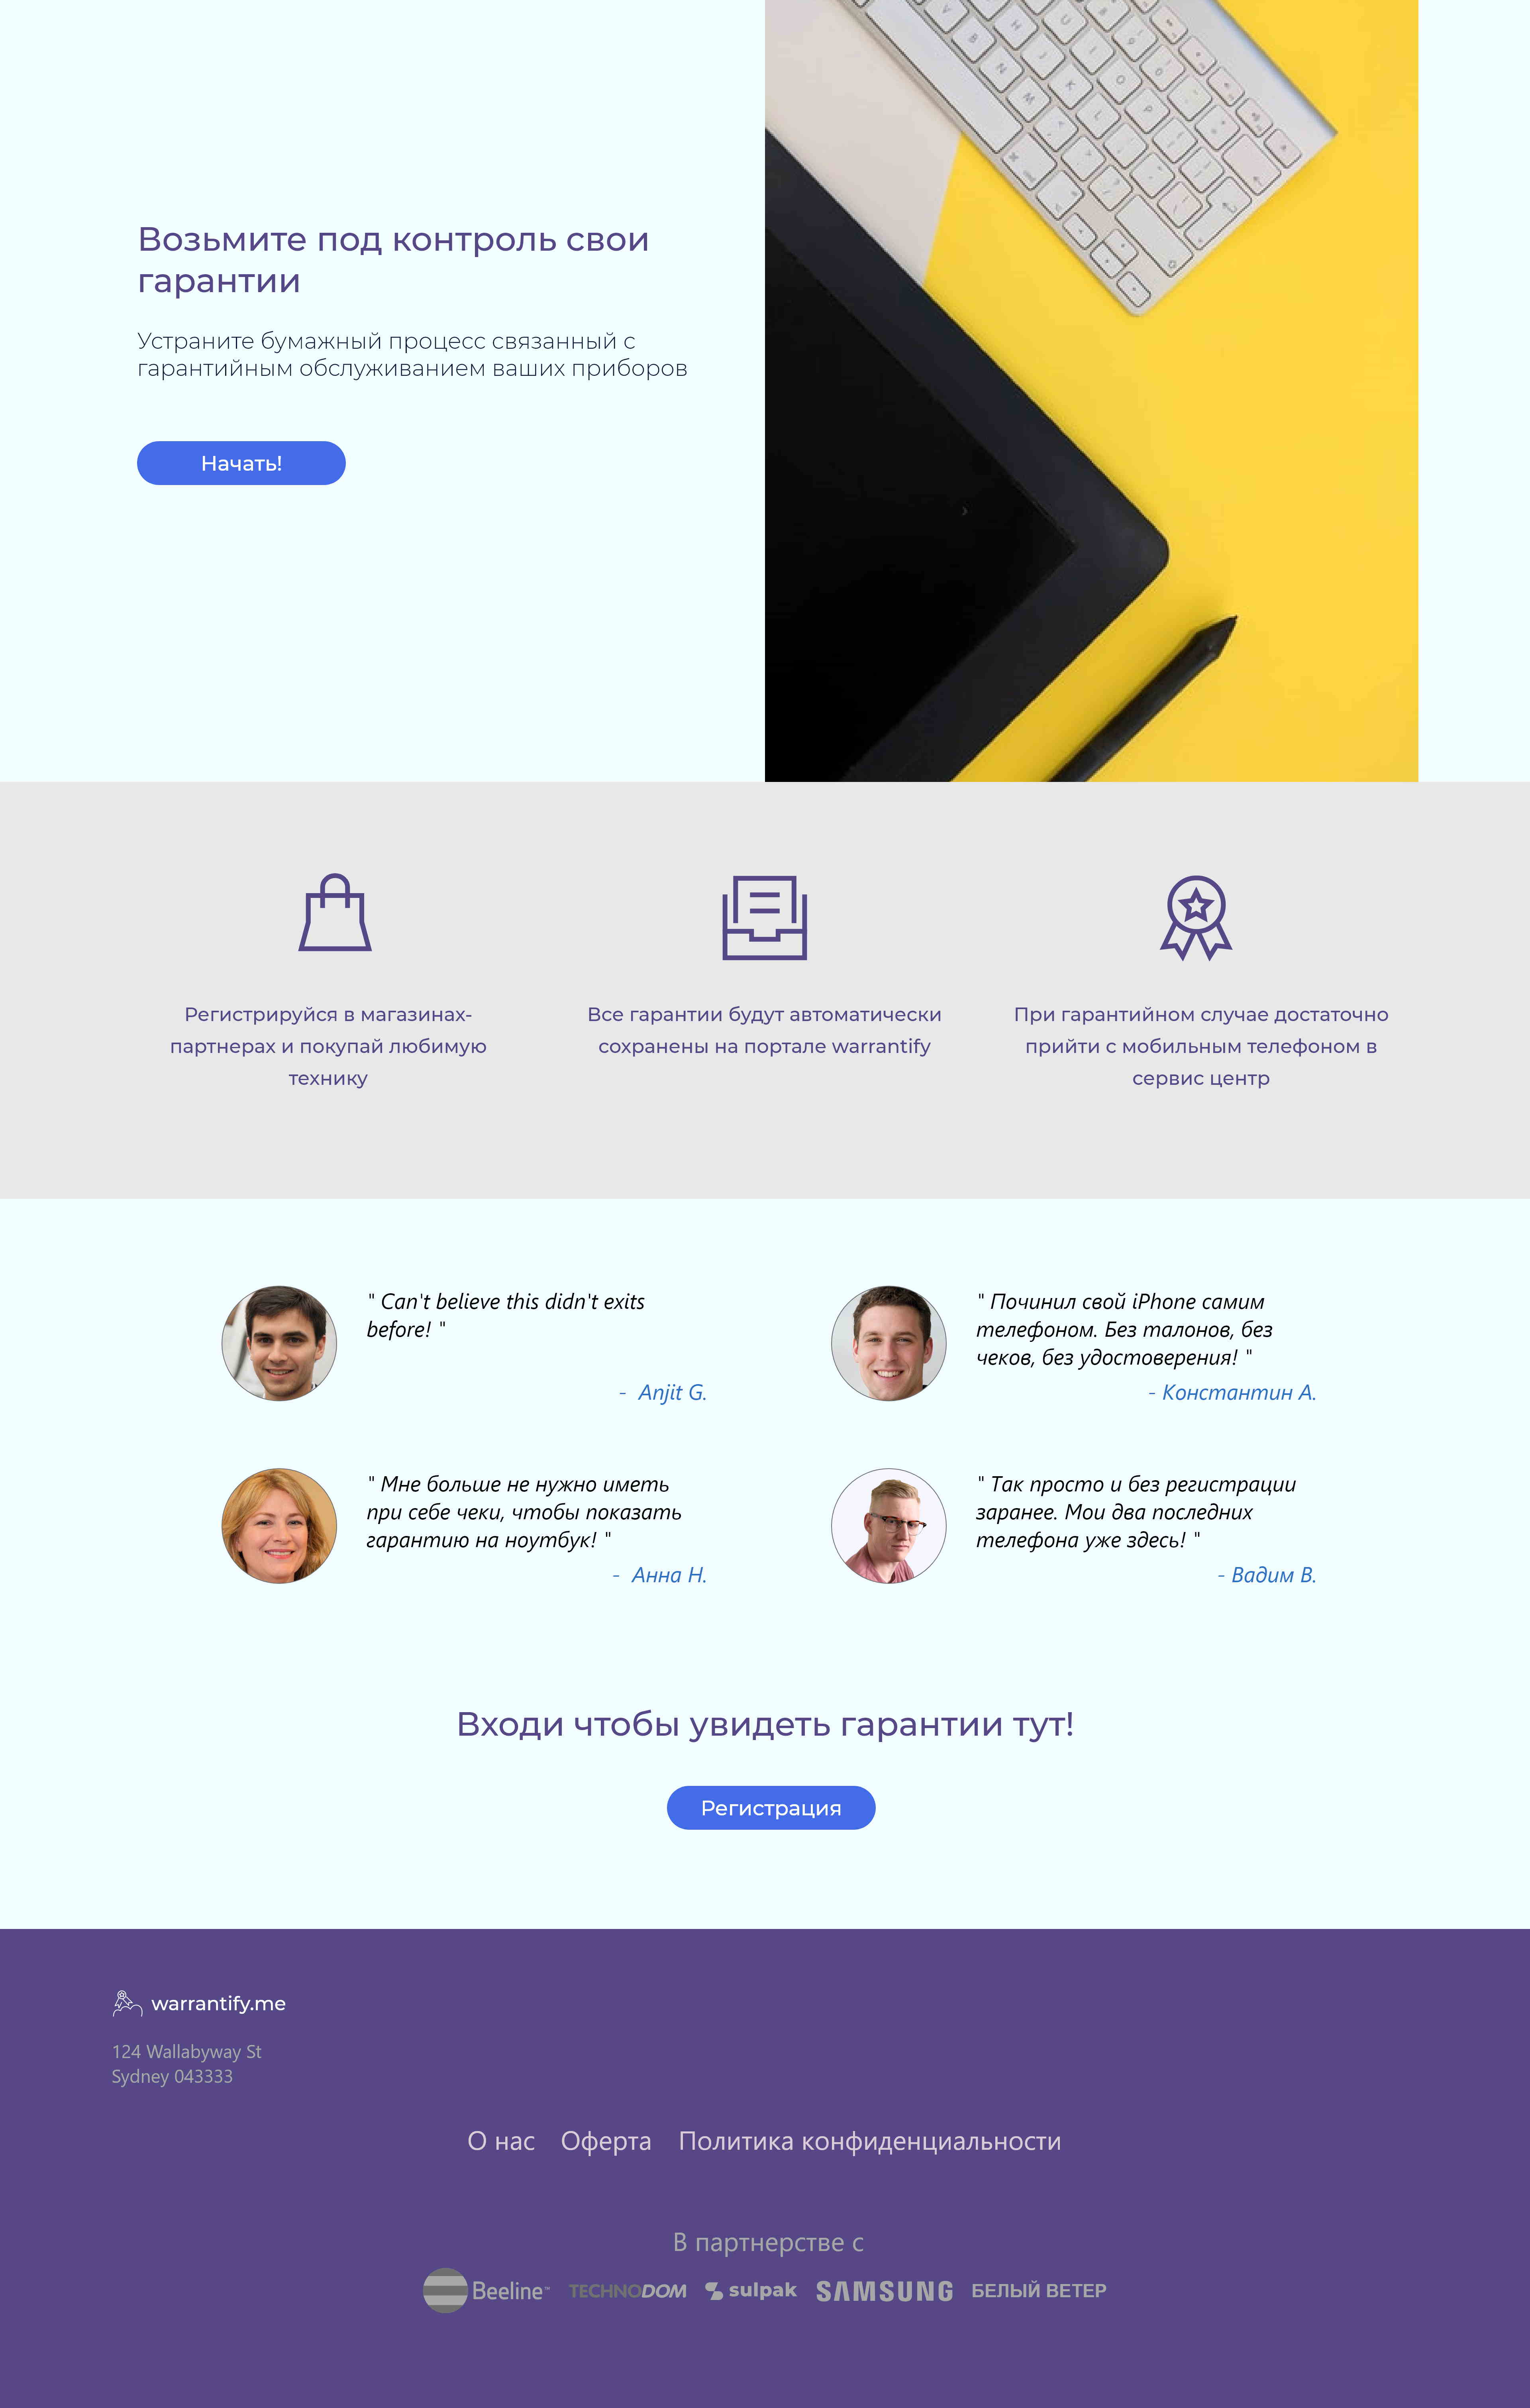 Возьмите под контроль свои
гарантии
Устраните бумажный процесс связанный с
гарантийным обслуживанием ваших приборов
Начать!
Регистрируйся в магазинах-
партнерах и покупай любимую
технику
Все гарантии будут автоматически
сохранены на портале warrantify
При гарантийном случае достаточно
прийти с мобильным телефоном в
сервис центр
" Can't believe this didn't exits
before! "
- Anjit G.
" Починил свой iPhone самим
телефоном. Без талонов, без
чеков, без удостоверения! "
- Константин А.
" Мне больше не нужно иметь
при себе чеки, чтобы показать
гарантию на ноутбук! "
- Анна Н.
" Так просто и без регистрации
заранее. Мои два последних
телефона уже здесь! "
- Вадим В.
Входи чтобы увидеть гарантии тут!
Регистрация
warrantify.me
124 Wallabyway St
Sydney 043333
О нас Оферта Политика конфиденциальности
В партнерстве с
Beeline™ TECHNODOM sulpak SAMSUNG БЕЛЫЙ ВЕТЕР